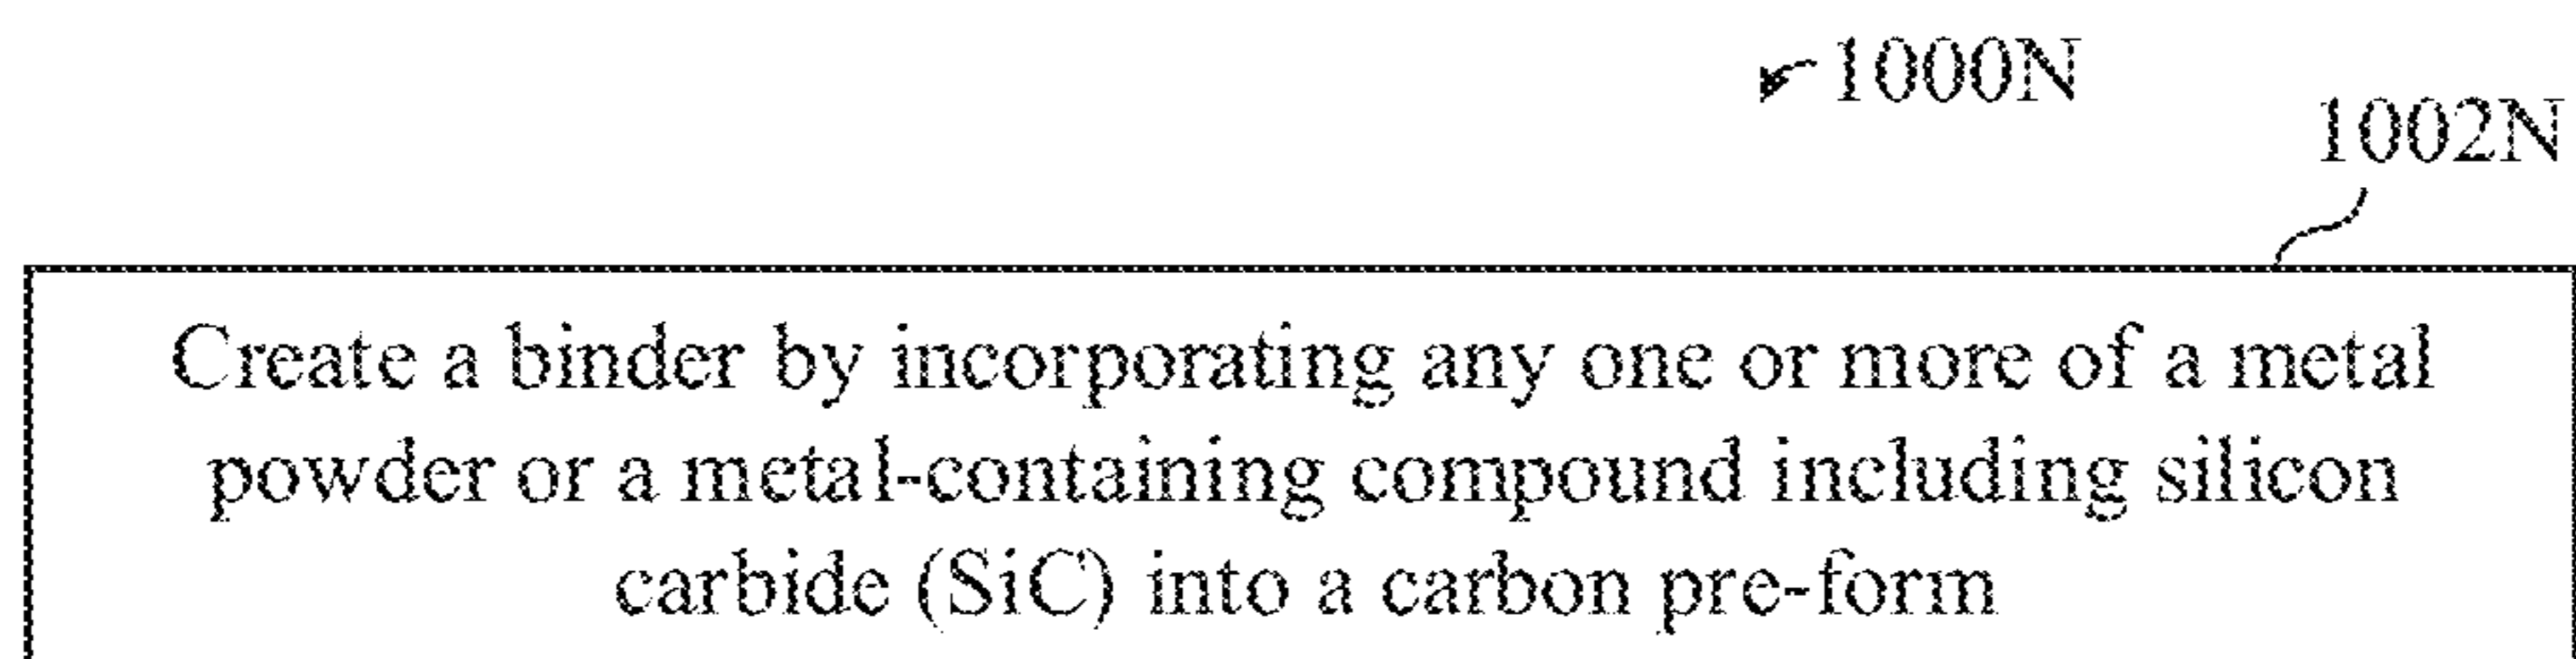 1000N
1002N
Create a binder by incorporating any one or more of a metal
powder or a metal-containing compound including silicon
carbide (SiC) into a carbon pre-form